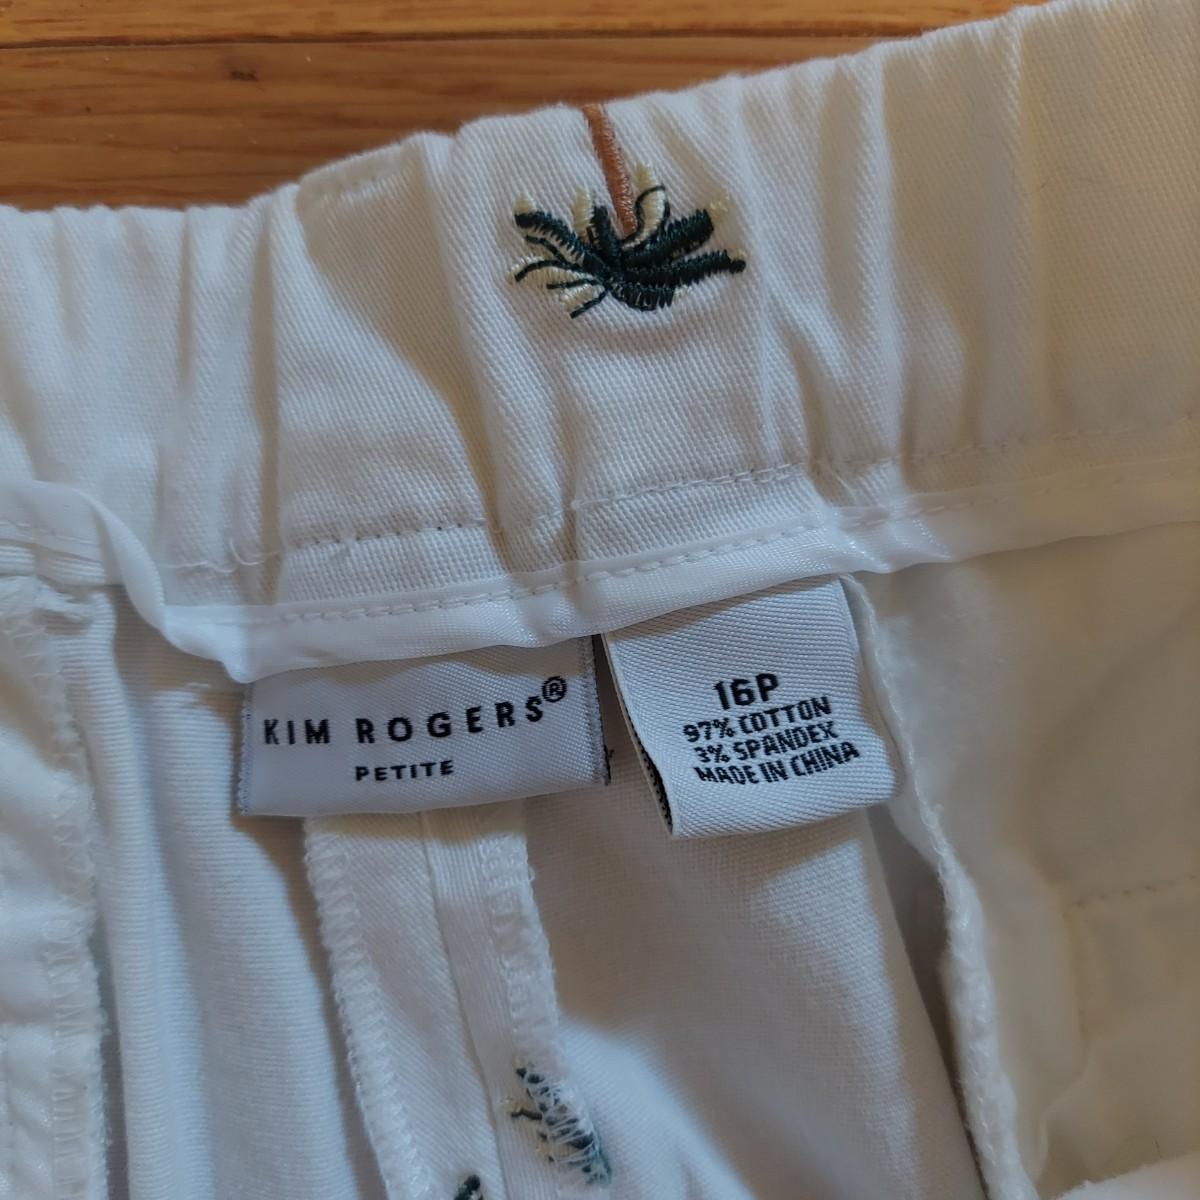 KIM ROGERS®
PETITE
16P
97% COTTON
3% SPANDEX
MADE IN CHINA